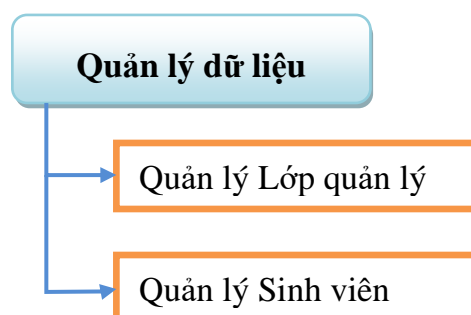 Quản lý dữ liệu
Quản lý Lớp quản lý
Quản lý Sinh viên